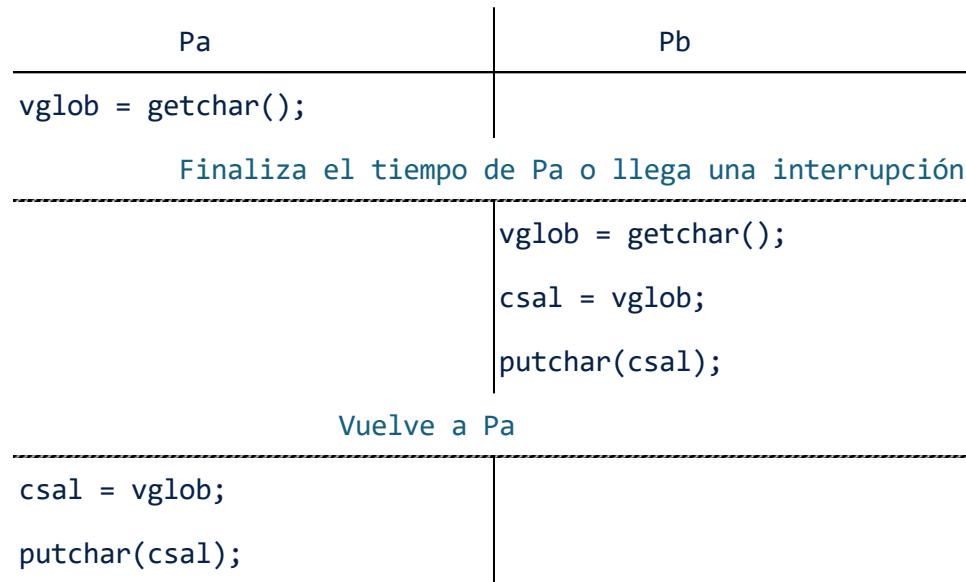 Pa Pb
vglob = getchar();
Finaliza el tiempo de Pa o llega una interrupción
vglob = getchar();
csal = vglob;
putchar(csal);
Vuelve a Pa
csal = vglob;
putchar(csal);